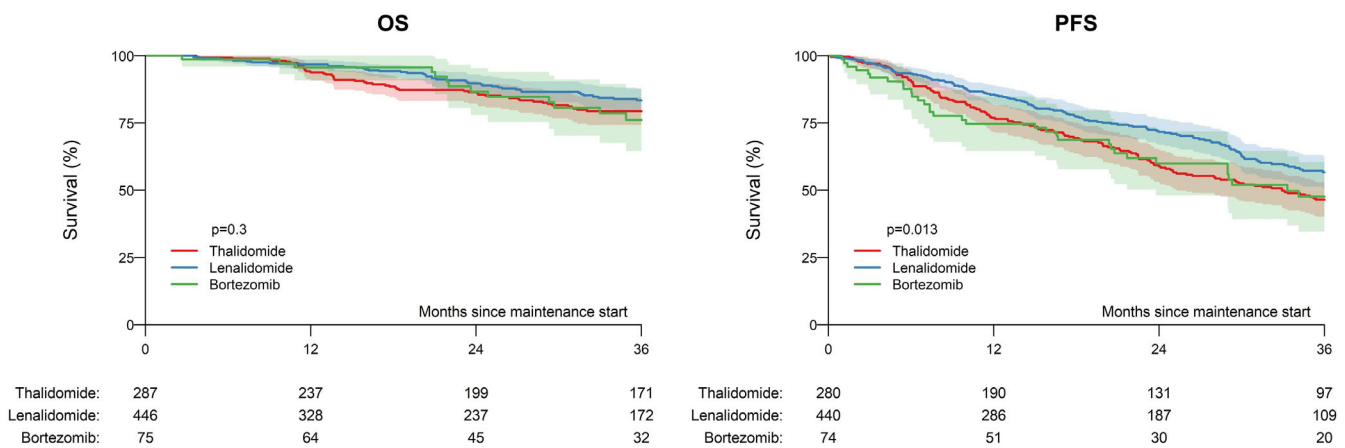 OS
100
75
50
25
0
Survival (%)
p=0.3
Thalidomide
Lenalidomide
Bortezomib
Months since maintenance start
0 12 24 36
Thalidomide: 287 237 199 171
Lenalidomide: 446 328 237 172
Bortezomib: 75 64 45 32
PFS
100
75
50
25
0
Survival (%)
p=0.013
Thalidomide
Lenalidomide
Bortezomib
Months since maintenance start
0 12 24 36
Thalidomide: 280 190 131 97
Lenalidomide: 440 286 187 109
Bortezomib: 74 51 30 20